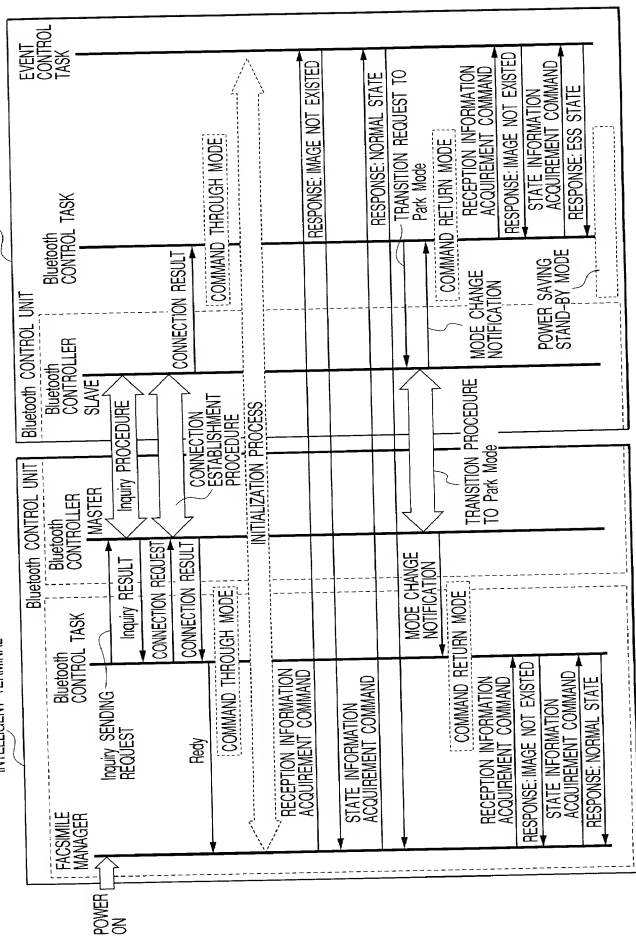 INTELLIGENT TERMINAL
POWER
ON
FACSIMILE
MANAGER
Bluetooth CONTROL UNIT
Bluetooth
CONTROL TASK
Bluetooth
CONTROLLER
MASTER
Bluetooth CONTROL UNIT
Bluetooth
CONTROLLER
SLAVE
Bluetooth
CONTROL TASK
EVENT
CONTROL
TASK
Inquiry SENDING
REQUEST
Inquiry RESULT
Inquiry PROCEDURE
CONNECTION REQUEST
CONNECTION RESULT
CONNECTION
ESTABLISHMENT
PROCEDURE
CONNECTION RESULT
Redy
COMMAND THROUGH MODE
COMMAND THROUGH MODE
INITIALIZATION PROCESS
RECEPTION INFORMATION
ACQUIREMENT COMMAND
RESPONSE: IMAGE NOT EXISTED
STATE INFORMATION
ACQUIREMENT COMMAND
RESPONSE: NORMAL STATE
TRANSITION REQUEST TO
Park Mode
MODE CHANGE
NOTIFICATION
TRANSITION PROCEDURE
TO Park Mode
MODE CHANGE
NOTIFICATION
COMMAND RETURN MODE
COMMAND RETURN MODE
RECEPTION INFORMATION
ACQUIREMENT COMMAND
RESPONSE: IMAGE NOT EXISTED
STATE INFORMATION
ACQUIREMENT COMMAND
RESPONSE: NORMAL STATE
RECEPTION INFORMATION
ACQUIREMENT COMMAND
RESPONSE: IMAGE NOT EXISTED
STATE INFORMATION
ACQUIREMENT COMMAND
RESPONSE: ESS STATE
POWER SAVING
STAND-BY MODE